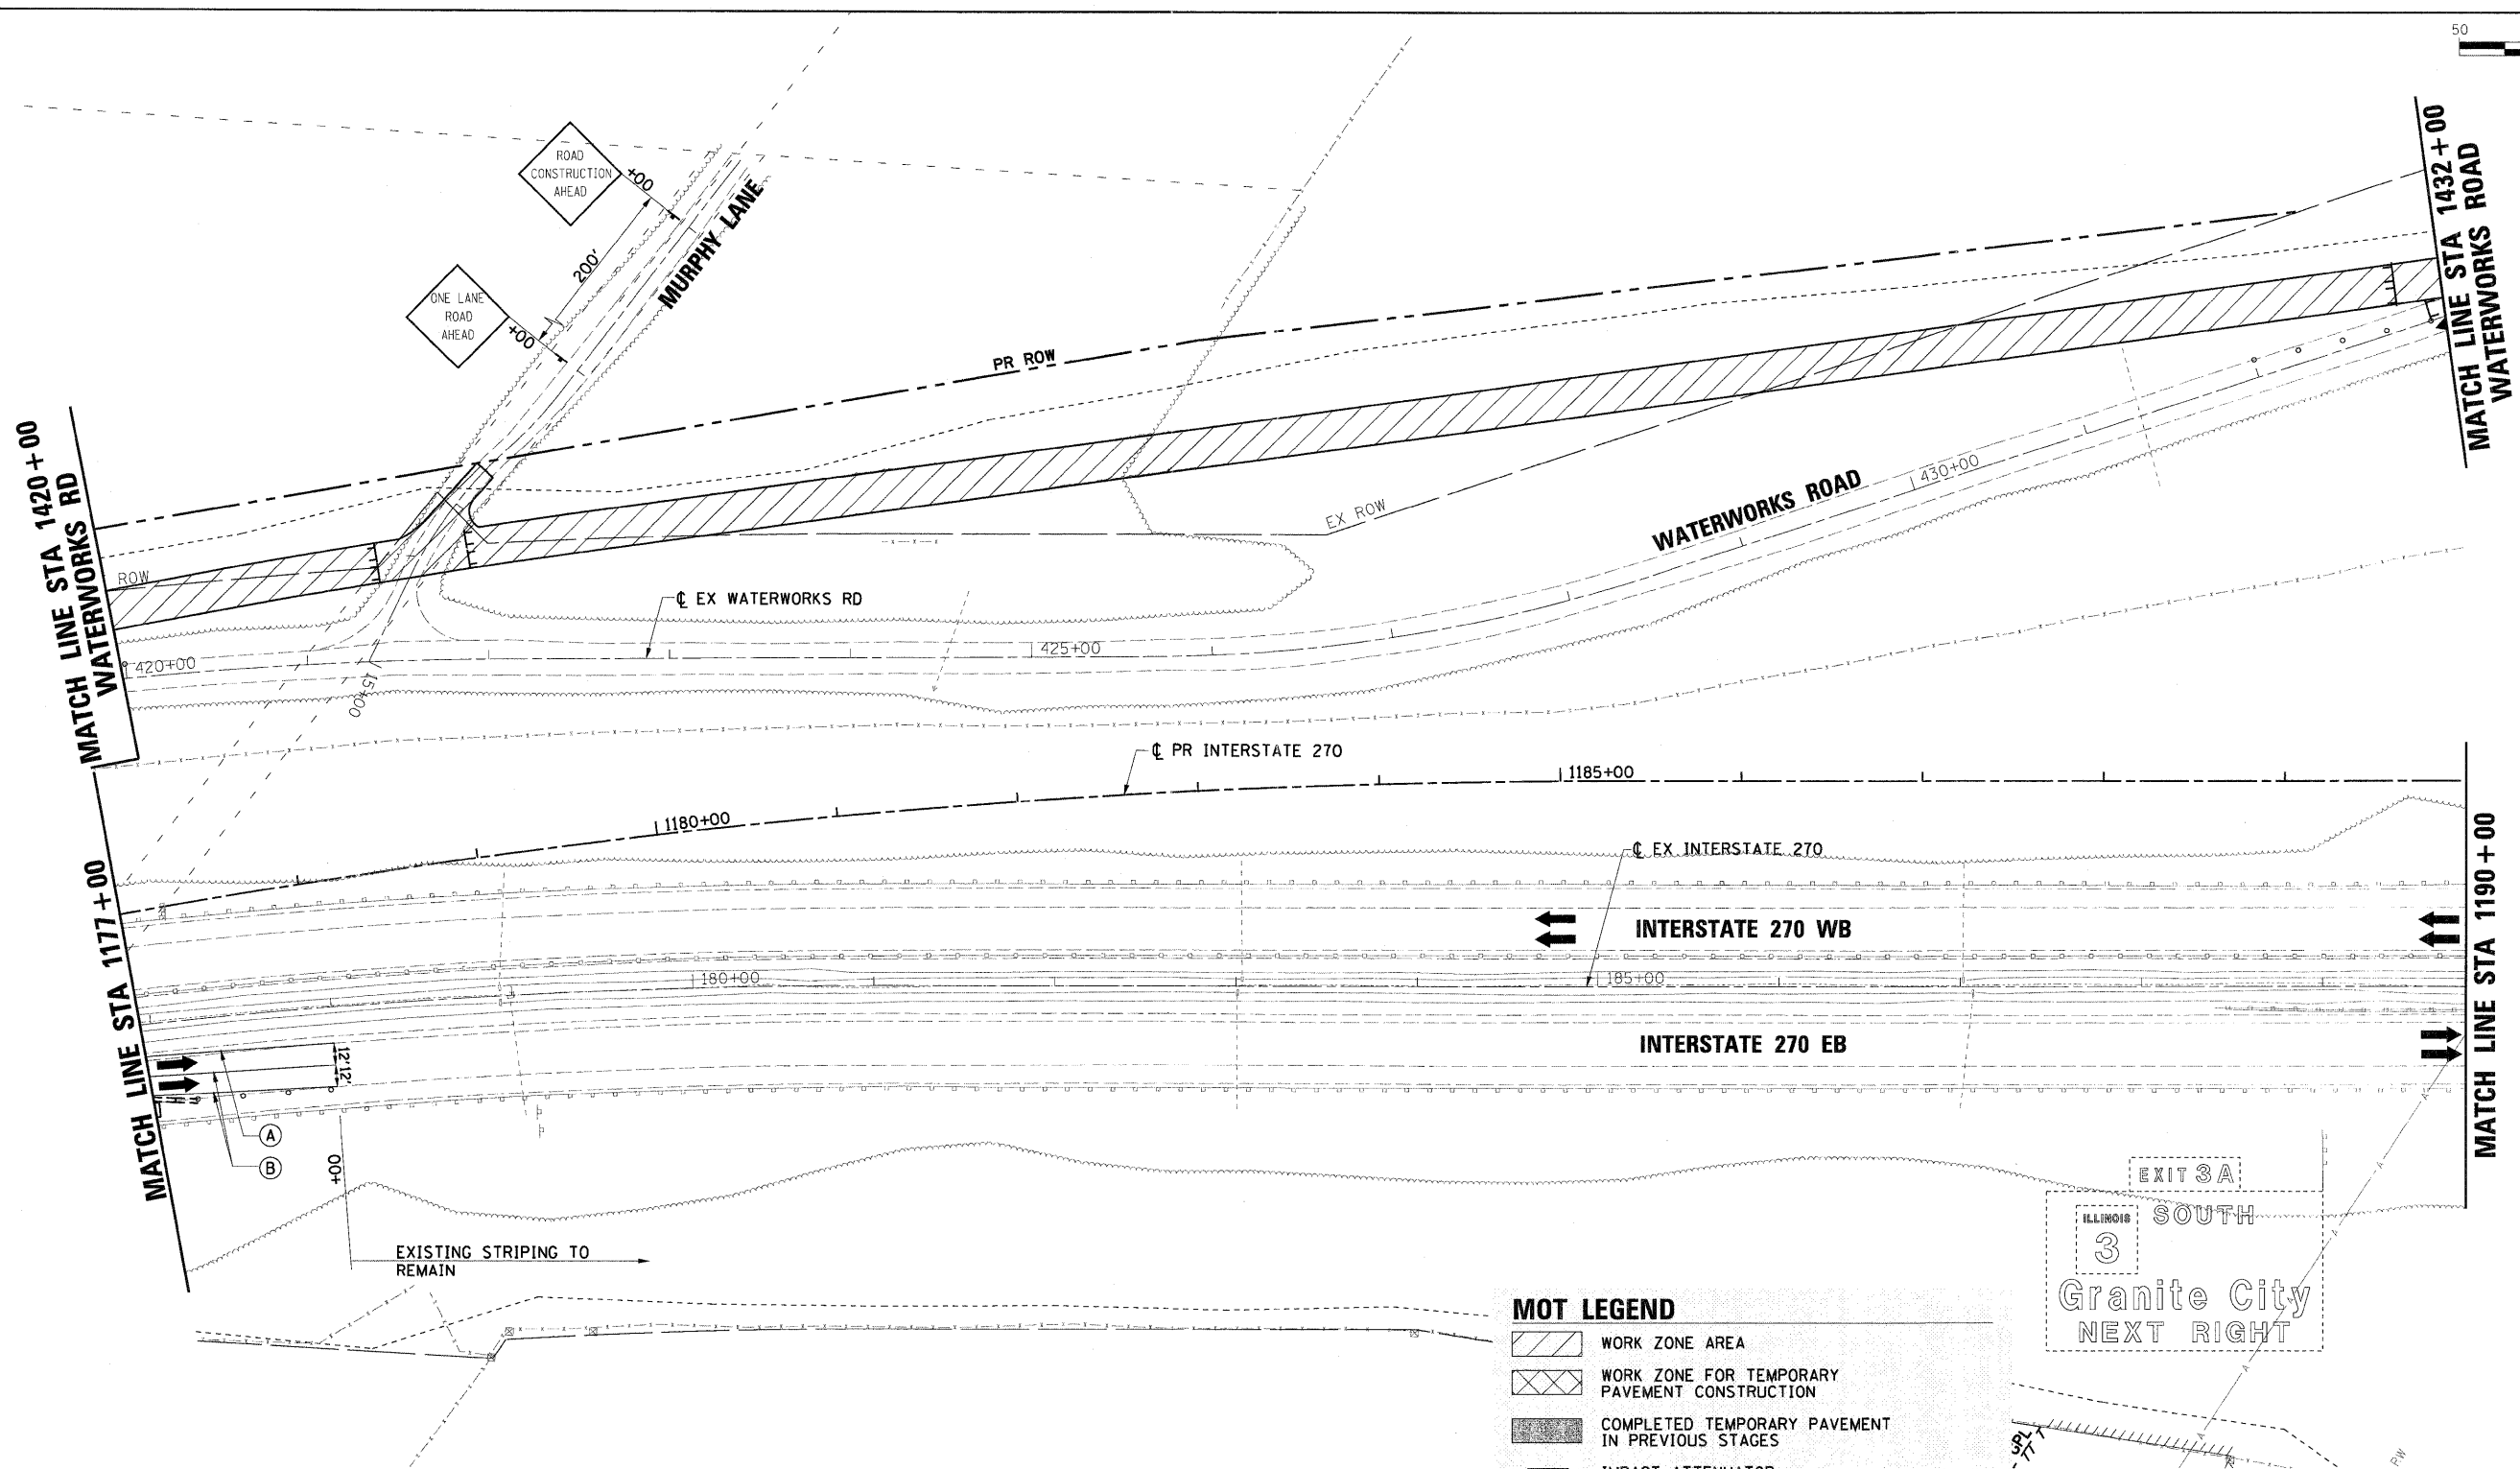 50
ROAD
CONSTRUCTION
AHEAD
+00
200'
ONE LANE
ROAD
AHEAD
+00
MURPHY LANE
PR ROW
MATCH LINE STA 1432+00
WATERWORKS ROAD
MATCH LINE STA 1420+00
WATERWORKS RD
ROW
EX ROW
WATERWORKS ROAD
430+00
℄ EX WATERWORKS RD
420+00
425+00
15+00
℄ PR INTERSTATE 270
1185+00
1180+00
℄ EX INTERSTATE 270
MATCH LINE STA 1177+00
INTERSTATE 270 WB
MATCH LINE STA 1190+00
180+00
185+00
INTERSTATE 270 EB
12'
12'
A
B
+00
EXISTING STRIPING TO
REMAIN
EXIT 3A
ILLINOIS
3
SOUTH
Granite City
NEXT RIGHT
MOT LEGEND
WORK ZONE AREA
WORK ZONE FOR TEMPORARY
PAVEMENT CONSTRUCTION
COMPLETED TEMPORARY PAVEMENT
IN PREVIOUS STAGES
IMPACT ATTENUATOR
PW